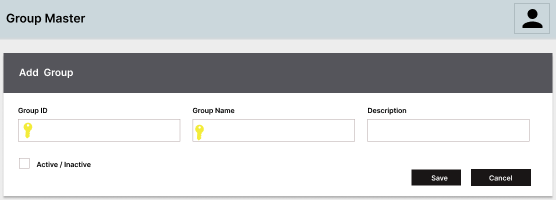 Group Master
Add Group
Group ID
Group Name
Description
Active / Inactive
Save
Cancel